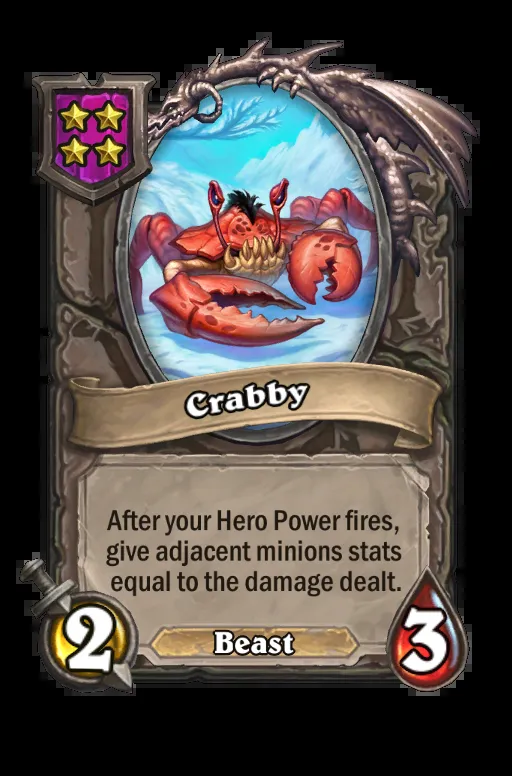 Crabby
After your Hero Power fires,
give adjacent minions stats
equal to the damage dealt.
2
Beast
3